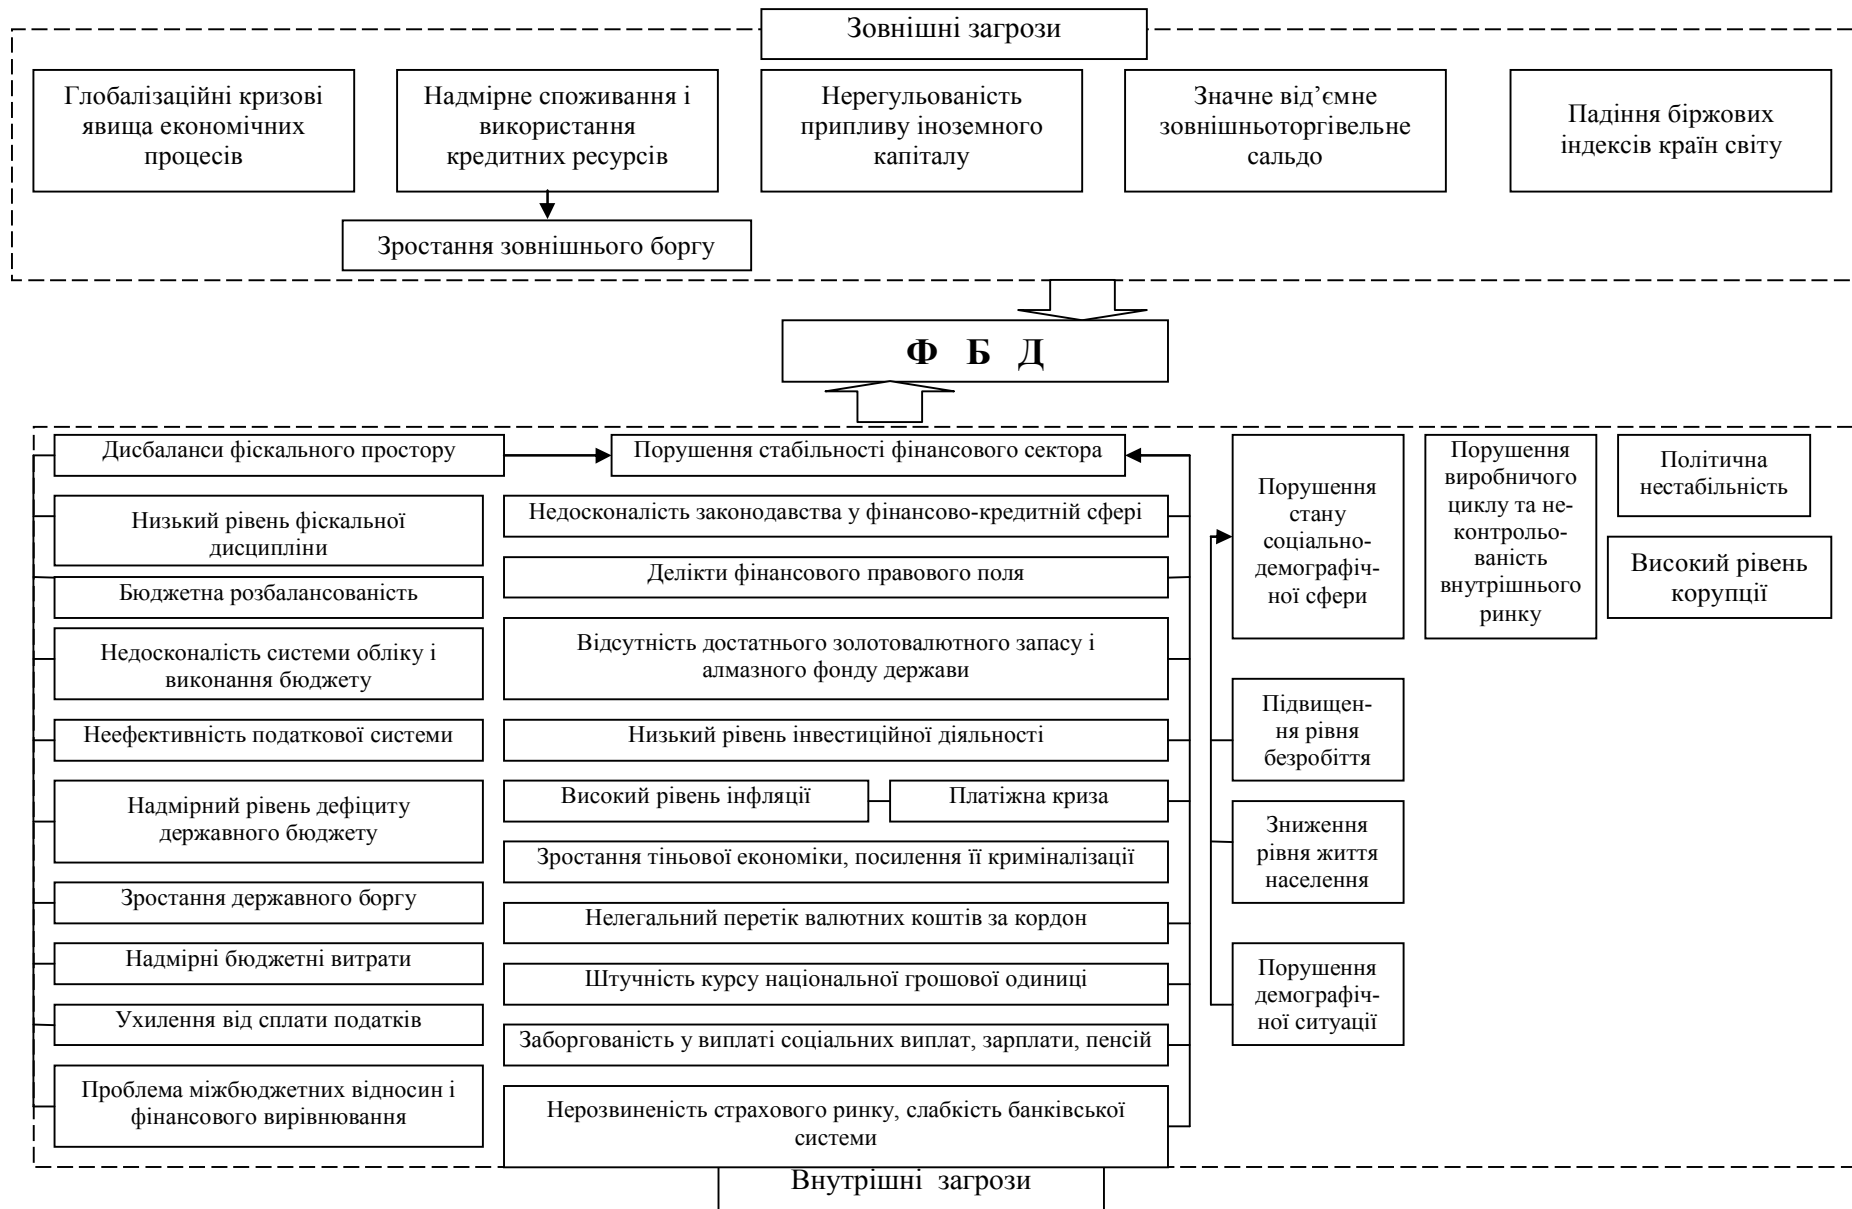 Зовнішні загрози
Глобалізаційні кризові
явища економічних
процесів
Надмірне споживання і
використання
кредитних ресурсів
Нерегульованість
припливу іноземного
капіталу
Значне від’ємне
зовнішньоторгівельне
сальдо
Падіння біржових
індексів країн світу
Зростання зовнішнього боргу
Ф Б Д
Дисбаланси фіскального простору
Низький рівень фіскальної
дисципліни
Бюджетна розбалансованість
Недосконалість системи обліку і
виконання бюджету
Неефективність податкової системи
Надмірний рівень дефіциту
державного бюджету
Зростання державного боргу
Надмірні бюджетні витрати
Ухилення від сплати податків
Проблема міжбюджетних відносин і
фінансового вирівнювання
Порушення стабільності фінансового сектора
Недосконалість законодавства у фінансово-кредитній сфері
Делікти фінансового правового поля
Відсутність достатнього золотовалютного запасу і
алмазного фонду держави
Низький рівень інвестиційної діяльності
Високий рівень інфляції
Платіжна криза
Зростання тіньової економіки, посилення її криміналізації
Нелегальний перетік валютних коштів за кордон
Штучність курсу національної грошової одиниці
Заборгованість у виплаті соціальних виплат, зарплати, пенсій
Нерозвиненість страхового ринку, слабкість банківської
системи
Порушення
стану
соціально-
демографіч-
ної сфери
Підвищен-
ня рівня
безробіття
Зниження
рівня життя
населення
Порушення
демографіч-
ної ситуації
Порушення
виробничого
циклу та не-
контрольо-
ваність
внутрішнього
ринку
Політична
нестабільність
Високий рівень
корупції
Внутрішні загрози